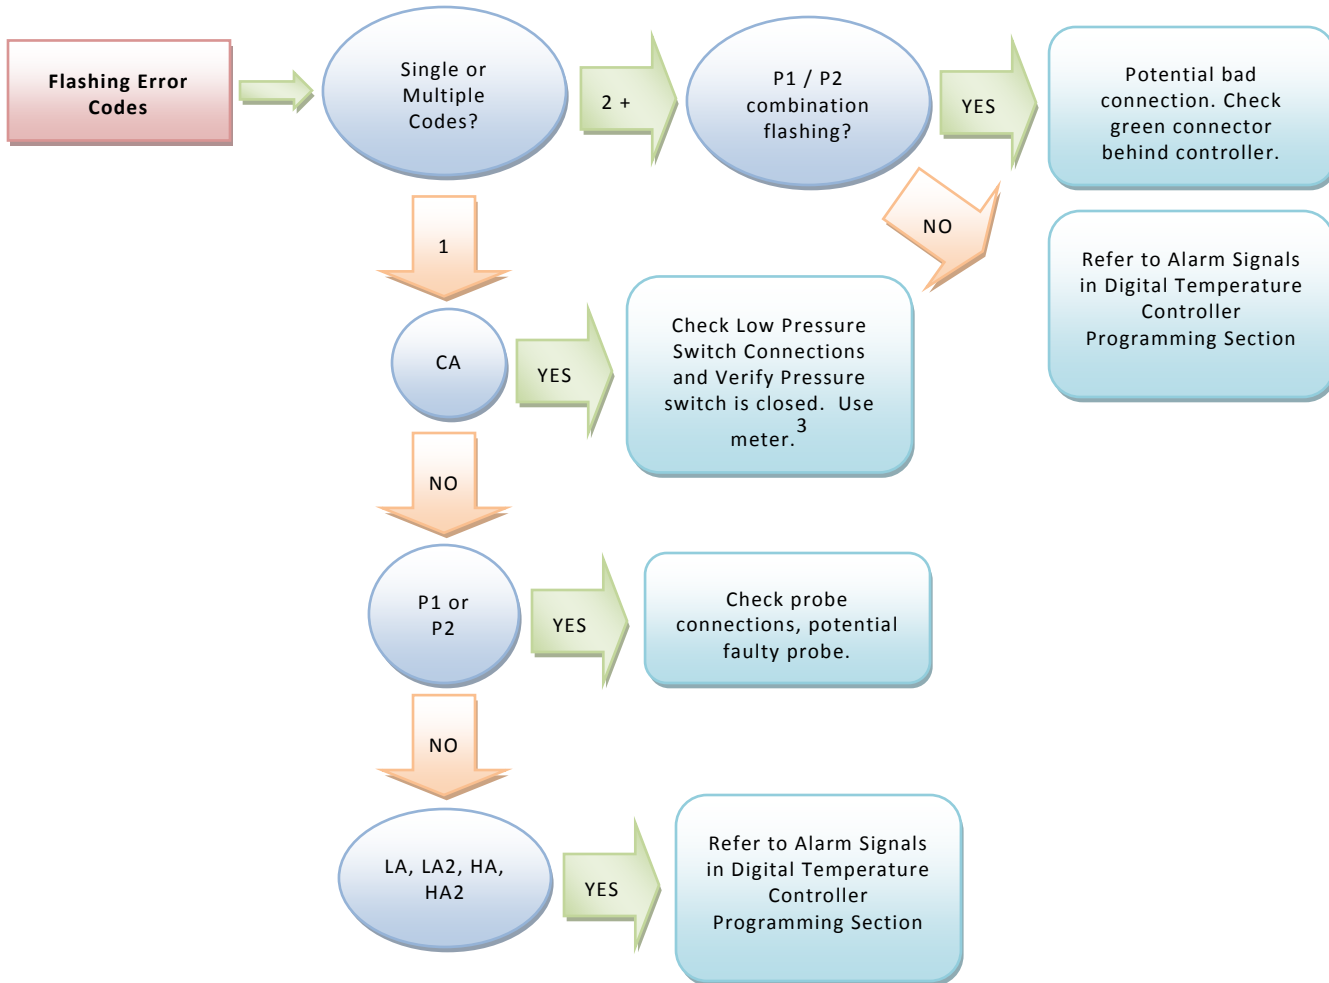 Flashing Error
Codes
Single or
Multiple
Codes?
2 +
P1 / P2
combination
flashing?
YES
Potential bad
connection. Check
green connector
behind controller.
NO
Refer to Alarm Signals
in Digital Temperature
Controller
Programming Section
1
CA
YES
Check Low Pressure
Switch Connections
and Verify Pressure
switch is closed. Use
meter.3
NO
P1 or
P2
YES
Check probe
connections, potential
faulty probe.
NO
LA, LA2, HA,
HA2
YES
Refer to Alarm Signals
in Digital Temperature
Controller
Programming Section